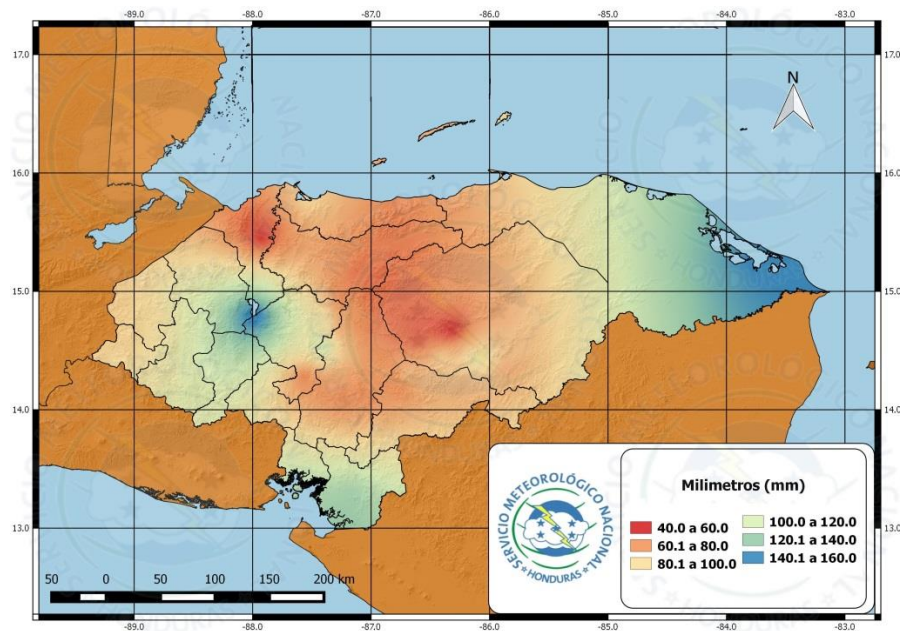 -89.0 -88.0 -87.0 -86.0 -85.0 -84.0 -83.0
17.0 17.0
N
16.0 16.0
15.0 15.0
14.0 14.0
13.0 13.0
Milimetros (mm)
40.0 a 60.0
60.1 a 80.0
80.1 a 100.0
100.0 a 120.0
120.1 a 140.0
140.1 a 160.0
SERVICIO METEOROLÓGICO NACIONAL
HONDURAS
50 0 50 100 150 200 km
-89.0 -88.0 -87.0 -86.0 -85.0 -84.0 -83.0